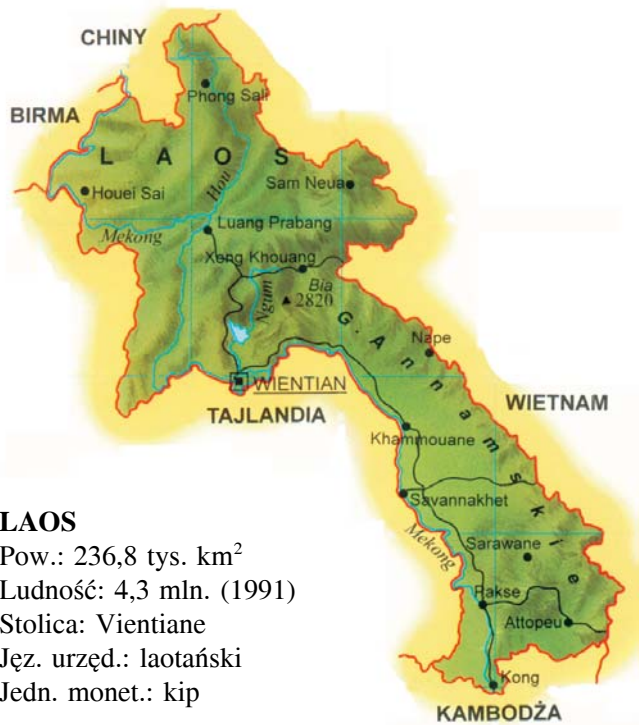 CHINY
BIRMA
Phong Sali
L A O S
Hou
Houei Sai
Sam Neua
Mekong
Luang Prabang
Xeng Khouang
Bia
2820
Ngum
G. Annamskie
Nape
WIENTIAN
TAJLANDIA
WIETNAM
Khammouane
Savannakhet
Mekong
Sarawane
Pakse
Attopeu
Kong
KAMBODŻA
LAOS
Pow.: 236,8 tys. km²
Ludność: 4,3 mln. (1991)
Stolica: Vientiane
Jęz. urzęd.: laotański
Jedn. monet.: kip